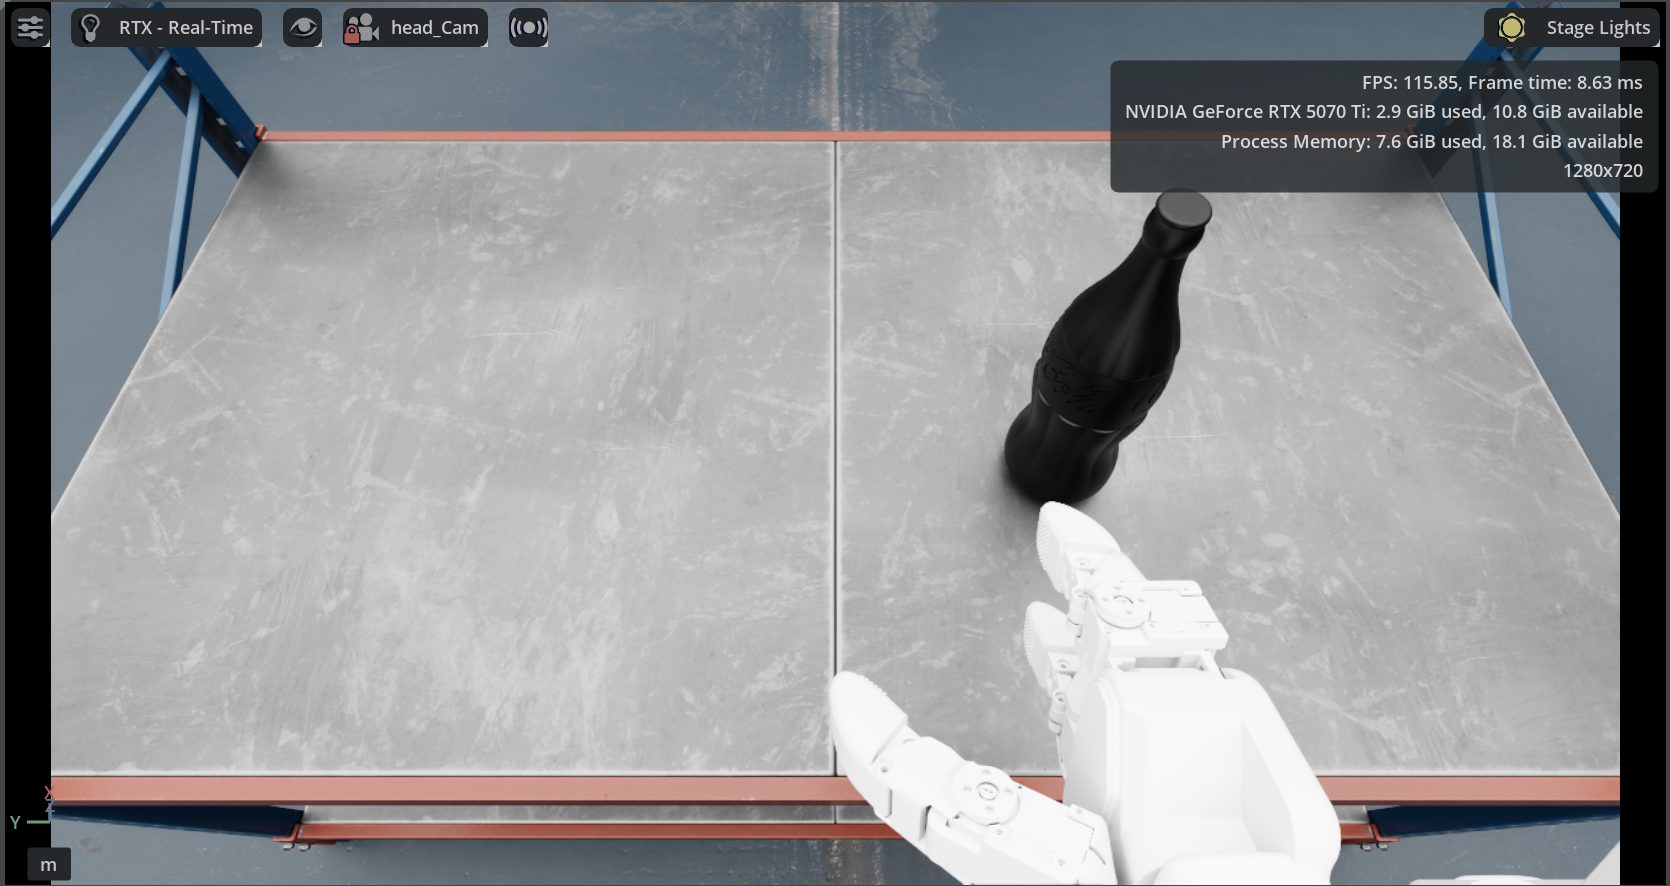 RTX - Real-Time
head_Cam
Stage Lights
FPS: 115.85, Frame time: 8.63 ms
NVIDIA GeForce RTX 5070 Ti: 2.9 GiB used, 10.8 GiB available
Process Memory: 7.6 GiB used, 18.1 GiB available
1280x720
X
Z
Y
m